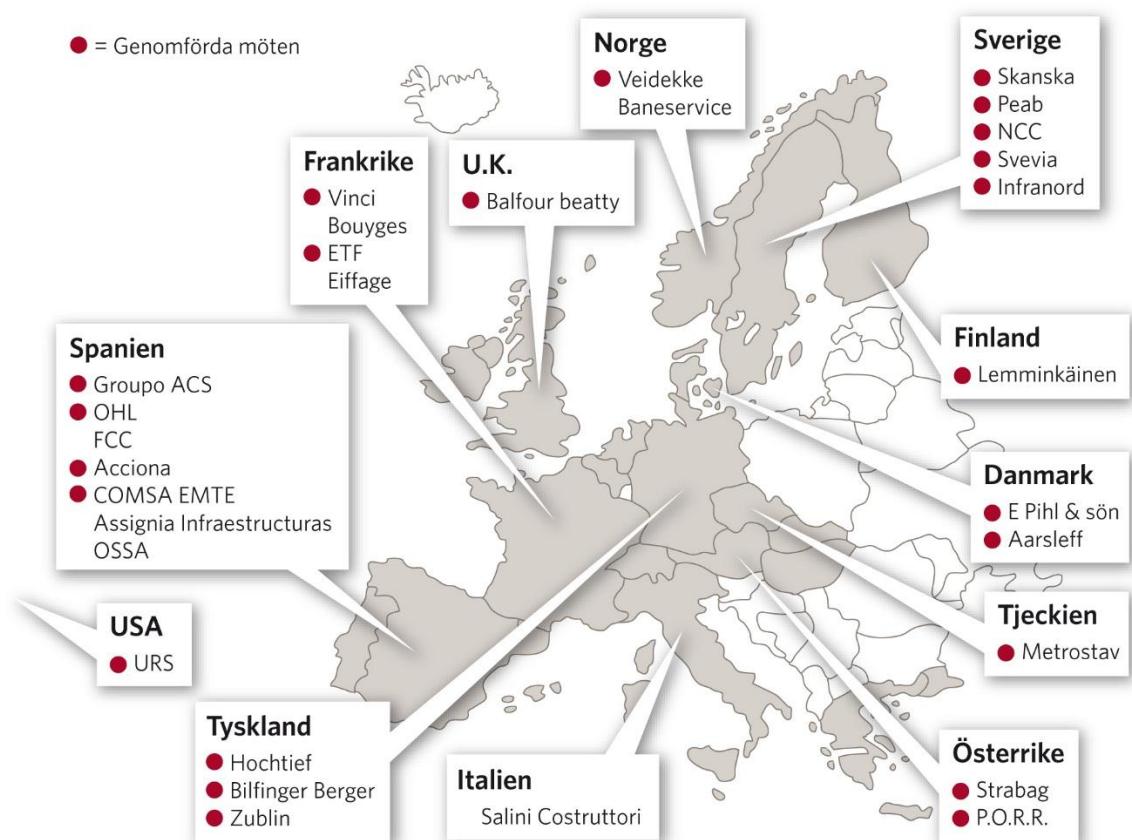 = Genomförda möten
Norge
Veidekke
Baneservice
Sverige
Skanska
Peab
NCC
Svevia
Infranord
Frankrike
Vinci
Bouyges
ETF
Eiffage
U.K.
Balfour beatty
Spanien
Groupo ACS
OHL
FCC
Acciona
COMSA EMTE
Assignia Infraestructuras
OSSA
Finland
Lemminkäinen
Danmark
E Pihl & sön
Aarsleff
USA
URS
Tjeckien
Metrostav
Tyskland
Hochtief
Bilfinger Berger
Zublin
Italien
Salini Costruttori
Österrike
Strabag
P.O.R.R.